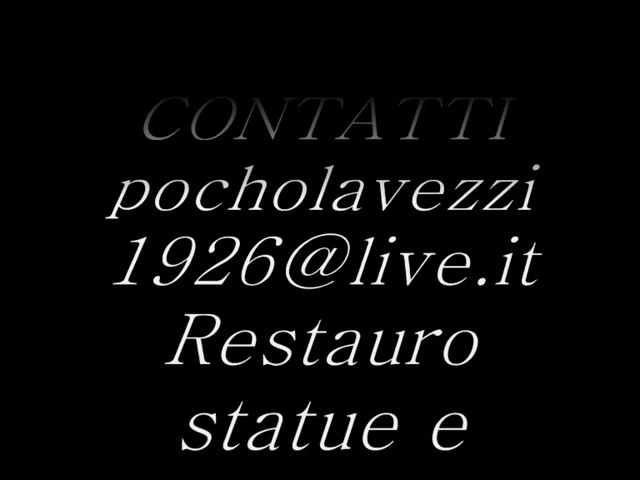 CONTATTI
pocholavezzi
1926@live.it
Restauro
statue e